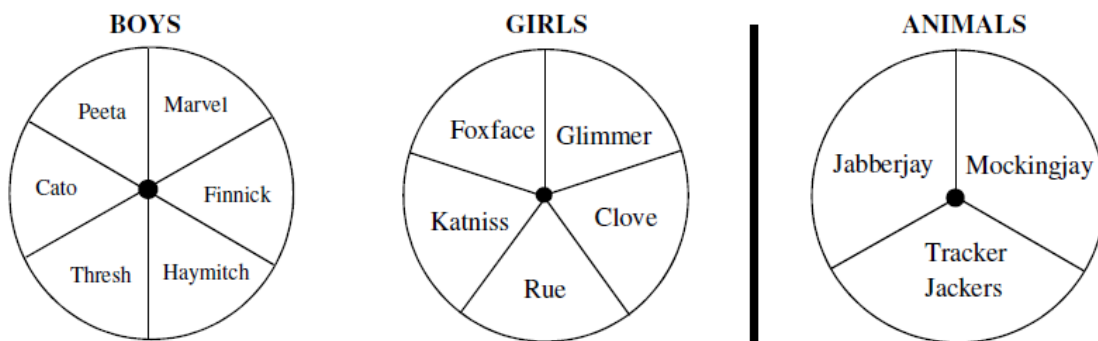 BOYS
Peeta
Marvel
Cato
Finnick
Thresh
Haymitch
GIRLS
Foxface
Glimmer
Katniss
Clove
Rue
ANIMALS
Jabberjay
Mockingjay
Tracker
Jackers